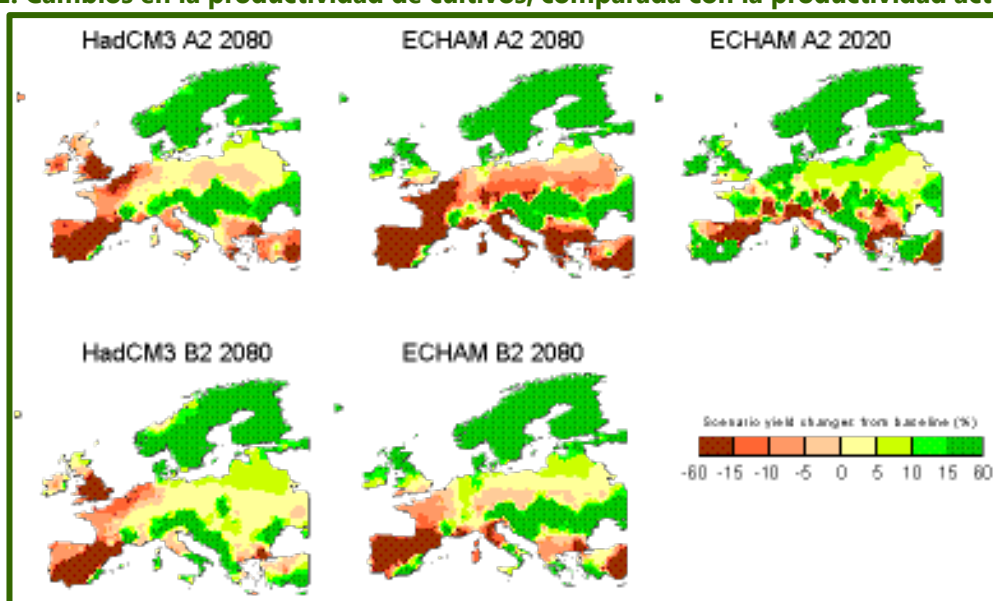 2. Cambios en la productividad de cultivos, comparada con la productividad act
HadCM3 A2 2080
ECHAM A2 2080
ECHAM A2 2020
HadCM3 B2 2080
ECHAM B2 2080
Scenario yield changes from baseline (%)
-60 -15 -10 -5 0 5 10 15 60